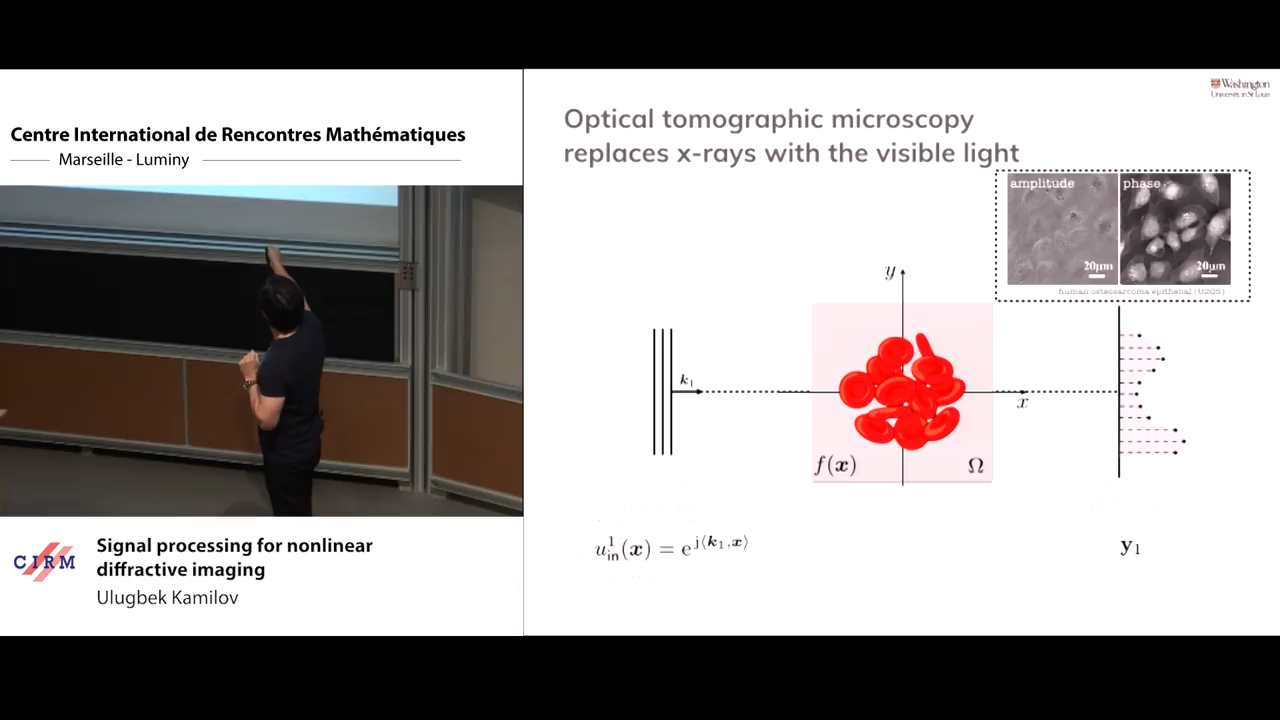 Centre International de Rencontres Mathématiques
Marseille - Luminy
CIRM
Signal processing for nonlinear
diffractive imaging
Ulugbek Kamilov
Washington
University in St. Louis
Optical tomographic microscopy
replaces x-rays with the visible light
amplitude
phase
20μm
20μm
human osteosarcoma epithelial (U2OS)
y
k₁
x
f(x)
Ω
u¹ᵢₙ(x) = e^{j⟨k₁,x⟩}
y₁